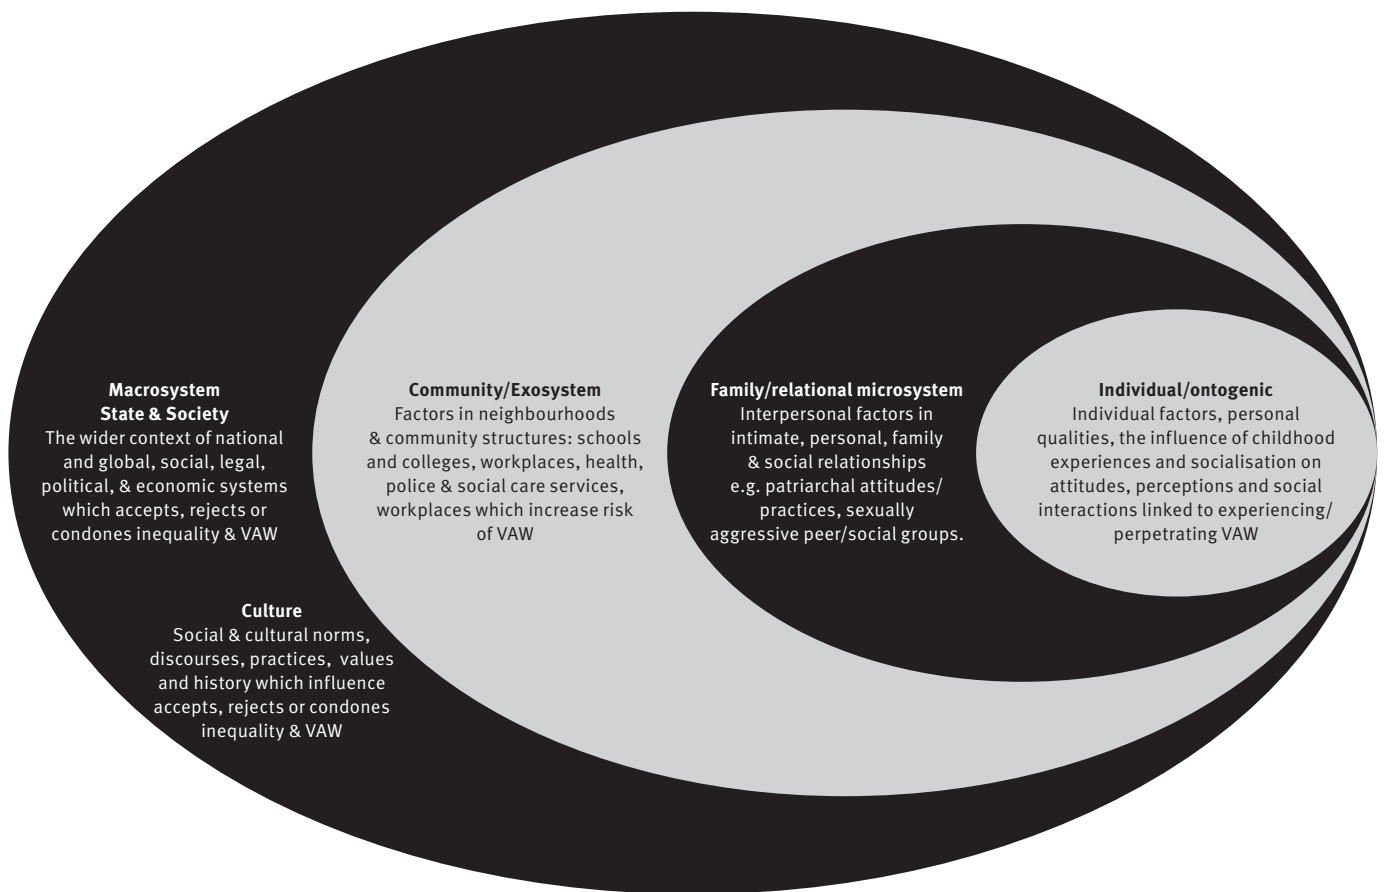 Macrosystem
State & Society
The wider context of national
and global, social, legal,
political, & economic systems
which accepts, rejects or
condones inequality & VAW
Culture
Social & cultural norms,
discourses, practices, values
and history which influence
accepts, rejects or condones
inequality & VAW
Community/Exosystem
Factors in neighbourhoods
& community structures: schools
and colleges, workplaces, health,
police & social care services,
workplaces which increase risk
of VAW
Family/relational microsystem
Interpersonal factors in
intimate, personal, family
& social relationships
e.g. patriarchal attitudes/
practices, sexually
aggressive peer/social groups.
Individual/ontogenic
Individual factors, personal
qualities, the influence of childhood
experiences and socialisation on
attitudes, perceptions and social
interactions linked to experiencing/
perpetrating VAW